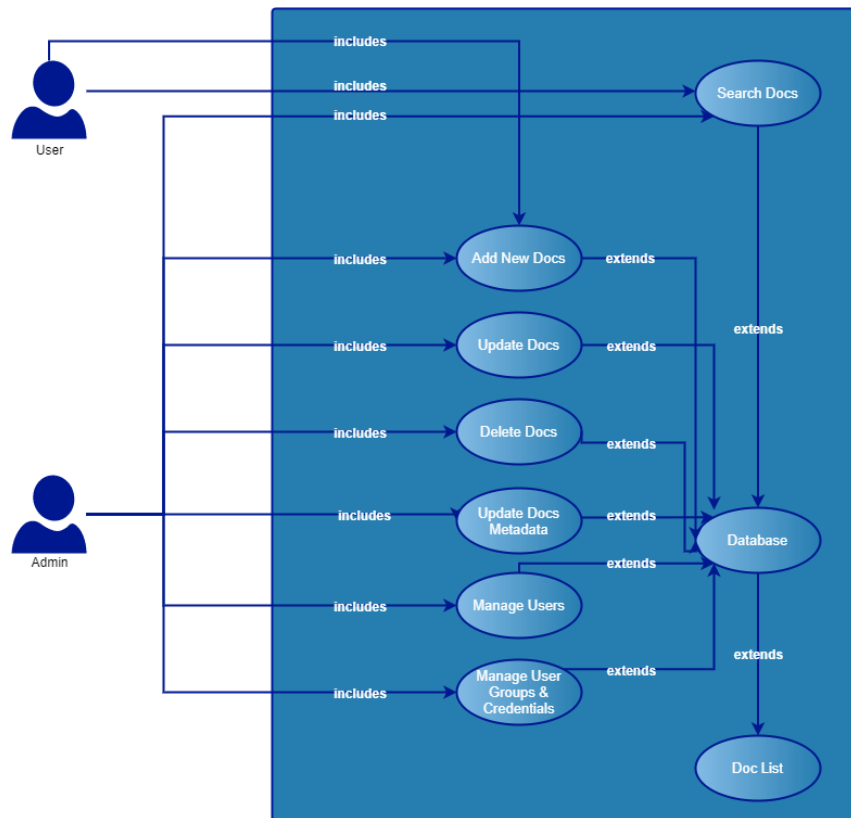 includes
includes
Search Docs
includes
User
includes
Add New Docs
extends
extends
includes
Update Docs
extends
includes
Delete Docs
extends
includes
Update Docs
Metadata
extends
Database
Admin
extends
includes
Manage Users
extends
includes
Manage User
Groups &
Credentials
extends
Doc List